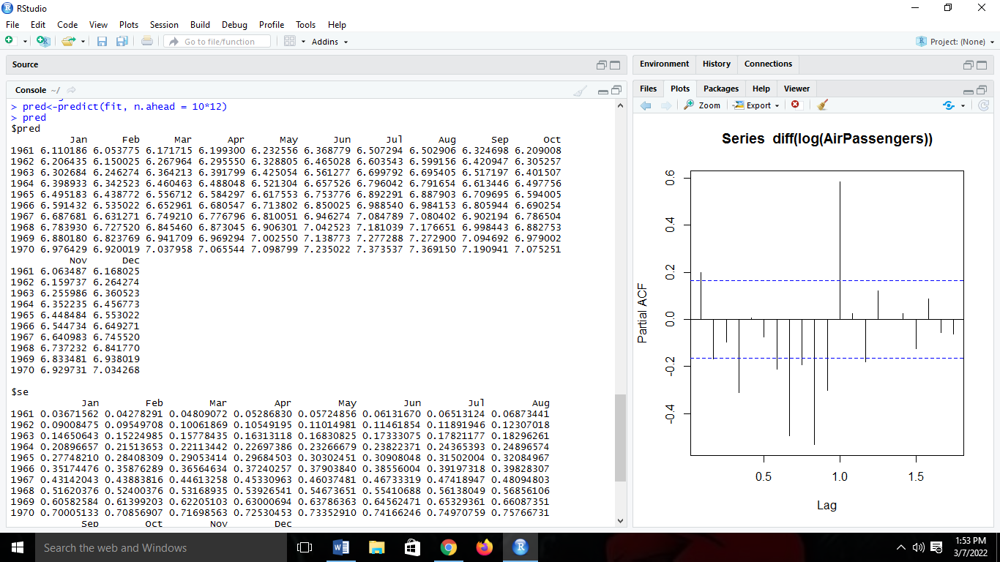 RStudio
File Edit Code View Plots Session Build Debug Profile Tools Help
Go to file/function Addins Project: (None)
Source
Console ~/
> pred<-predict(fit, n.ahead = 10*12)
> pred
$pred
Jan Feb Mar Apr May Jun Jul Aug Sep Oct
1961 6.110186 6.053775 6.171715 6.199300 6.232556 6.368779 6.507294 6.502906 6.324698 6.209008
1962 6.206435 6.150025 6.267964 6.295550 6.328805 6.465028 6.603543 6.599156 6.420947 6.305257
1963 6.302684 6.246274 6.364213 6.391799 6.425054 6.561277 6.699792 6.695405 6.517197 6.401507
1964 6.398933 6.342523 6.460463 6.488048 6.521304 6.657526 6.796042 6.791654 6.613446 6.497756
1965 6.495183 6.438772 6.556712 6.584297 6.617553 6.753776 6.892291 6.887903 6.709695 6.594005
1966 6.591432 6.535022 6.652961 6.680547 6.713802 6.850025 6.988540 6.984153 6.805944 6.690254
1967 6.687681 6.631271 6.749210 6.776796 6.810051 6.946274 7.084789 7.080402 6.902194 6.786504
1968 6.783930 6.727520 6.845460 6.873045 6.906301 7.042523 7.181039 7.176651 6.998443 6.882753
1969 6.880180 6.823769 6.941709 6.969294 7.002550 7.138773 7.277288 7.272900 7.094692 6.979002
1970 6.976429 6.920019 7.037958 7.065544 7.098799 7.235022 7.373537 7.369150 7.190941 7.075251
Nov Dec
1961 6.063487 6.168025
1962 6.159737 6.264274
1963 6.255986 6.360523
1964 6.352235 6.456773
1965 6.448484 6.553022
1966 6.544734 6.649271
1967 6.640983 6.745520
1968 6.737232 6.841770
1969 6.833481 6.938019
1970 6.929731 7.034268
$se
Jan Feb Mar Apr May Jun Jul Aug
1961 0.03671562 0.04278291 0.04809072 0.05286830 0.05724856 0.06131670 0.06513124 0.06873441
1962 0.09008475 0.09549708 0.10061869 0.10549195 0.11014981 0.11461854 0.11891946 0.12307018
1963 0.14650643 0.15224985 0.15778435 0.16313118 0.16830825 0.17333075 0.17821177 0.18296261
1964 0.20896657 0.21513653 0.22113442 0.22697386 0.23266679 0.23822371 0.24365393 0.24896574
1965 0.27748210 0.28408309 0.29053414 0.29684503 0.30302451 0.30908048 0.31502004 0.32084967
1966 0.35174476 0.35876289 0.36564634 0.37240257 0.37903840 0.38556004 0.39197318 0.39828307
1967 0.43142043 0.43883816 0.44613258 0.45330963 0.46037481 0.46733319 0.47418947 0.48094803
1968 0.51620376 0.52400376 0.53168935 0.53926541 0.54673651 0.55410688 0.56138049 0.56856106
1969 0.60582584 0.61399203 0.62205103 0.63000694 0.63786363 0.64562471 0.65329361 0.66087351
1970 0.70005133 0.70856907 0.71698563 0.72530453 0.73352910 0.74166246 0.74970759 0.75766731
Sep Oct Nov Dec
Environment History Connections
Files Plots Packages Help Viewer
Zoom Export
Series diff(log(AirPassengers))
Partial ACF
0.6
0.4
0.2
0.0
-0.2
-0.4
0.5 1.0 1.5
Lag
Search the web and Windows
1:53 PM
3/7/2022